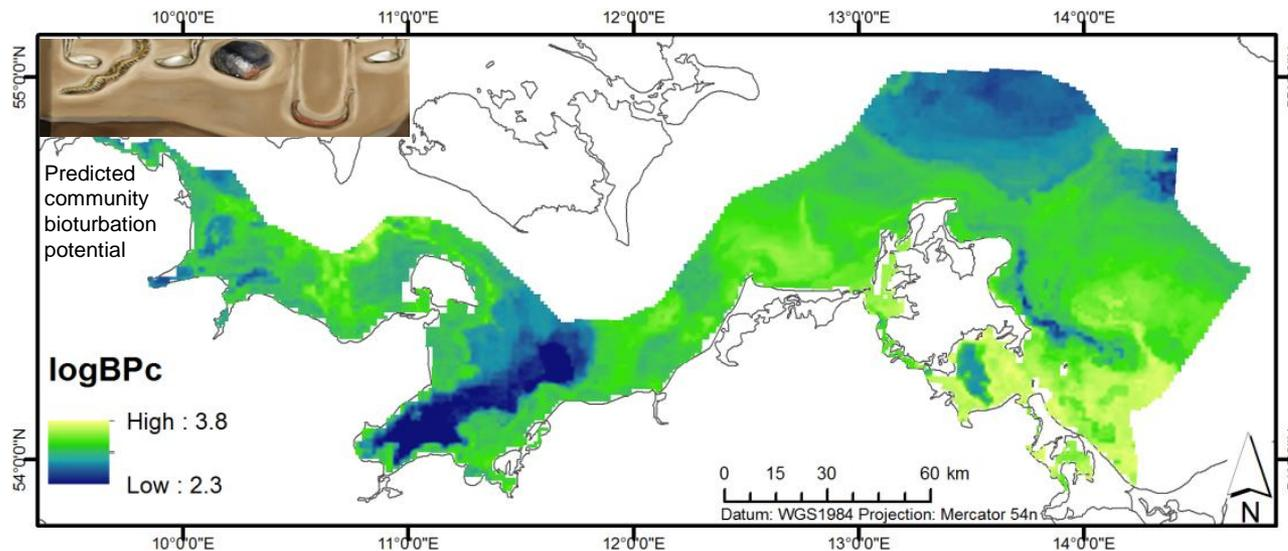 10°0'0"E 11°0'0"E 12°0'0"E 13°0'0"E 14°0'0"E
55°0'0"N
Predicted
community
bioturbation
potential
logBPc
High : 3.8
Low : 2.3
54°0'0"N
0 15 30 60 km
Datum: WGS1984 Projection: Mercator 54n
N
10°0'0"E 11°0'0"E 12°0'0"E 13°0'0"E 14°0'0"E